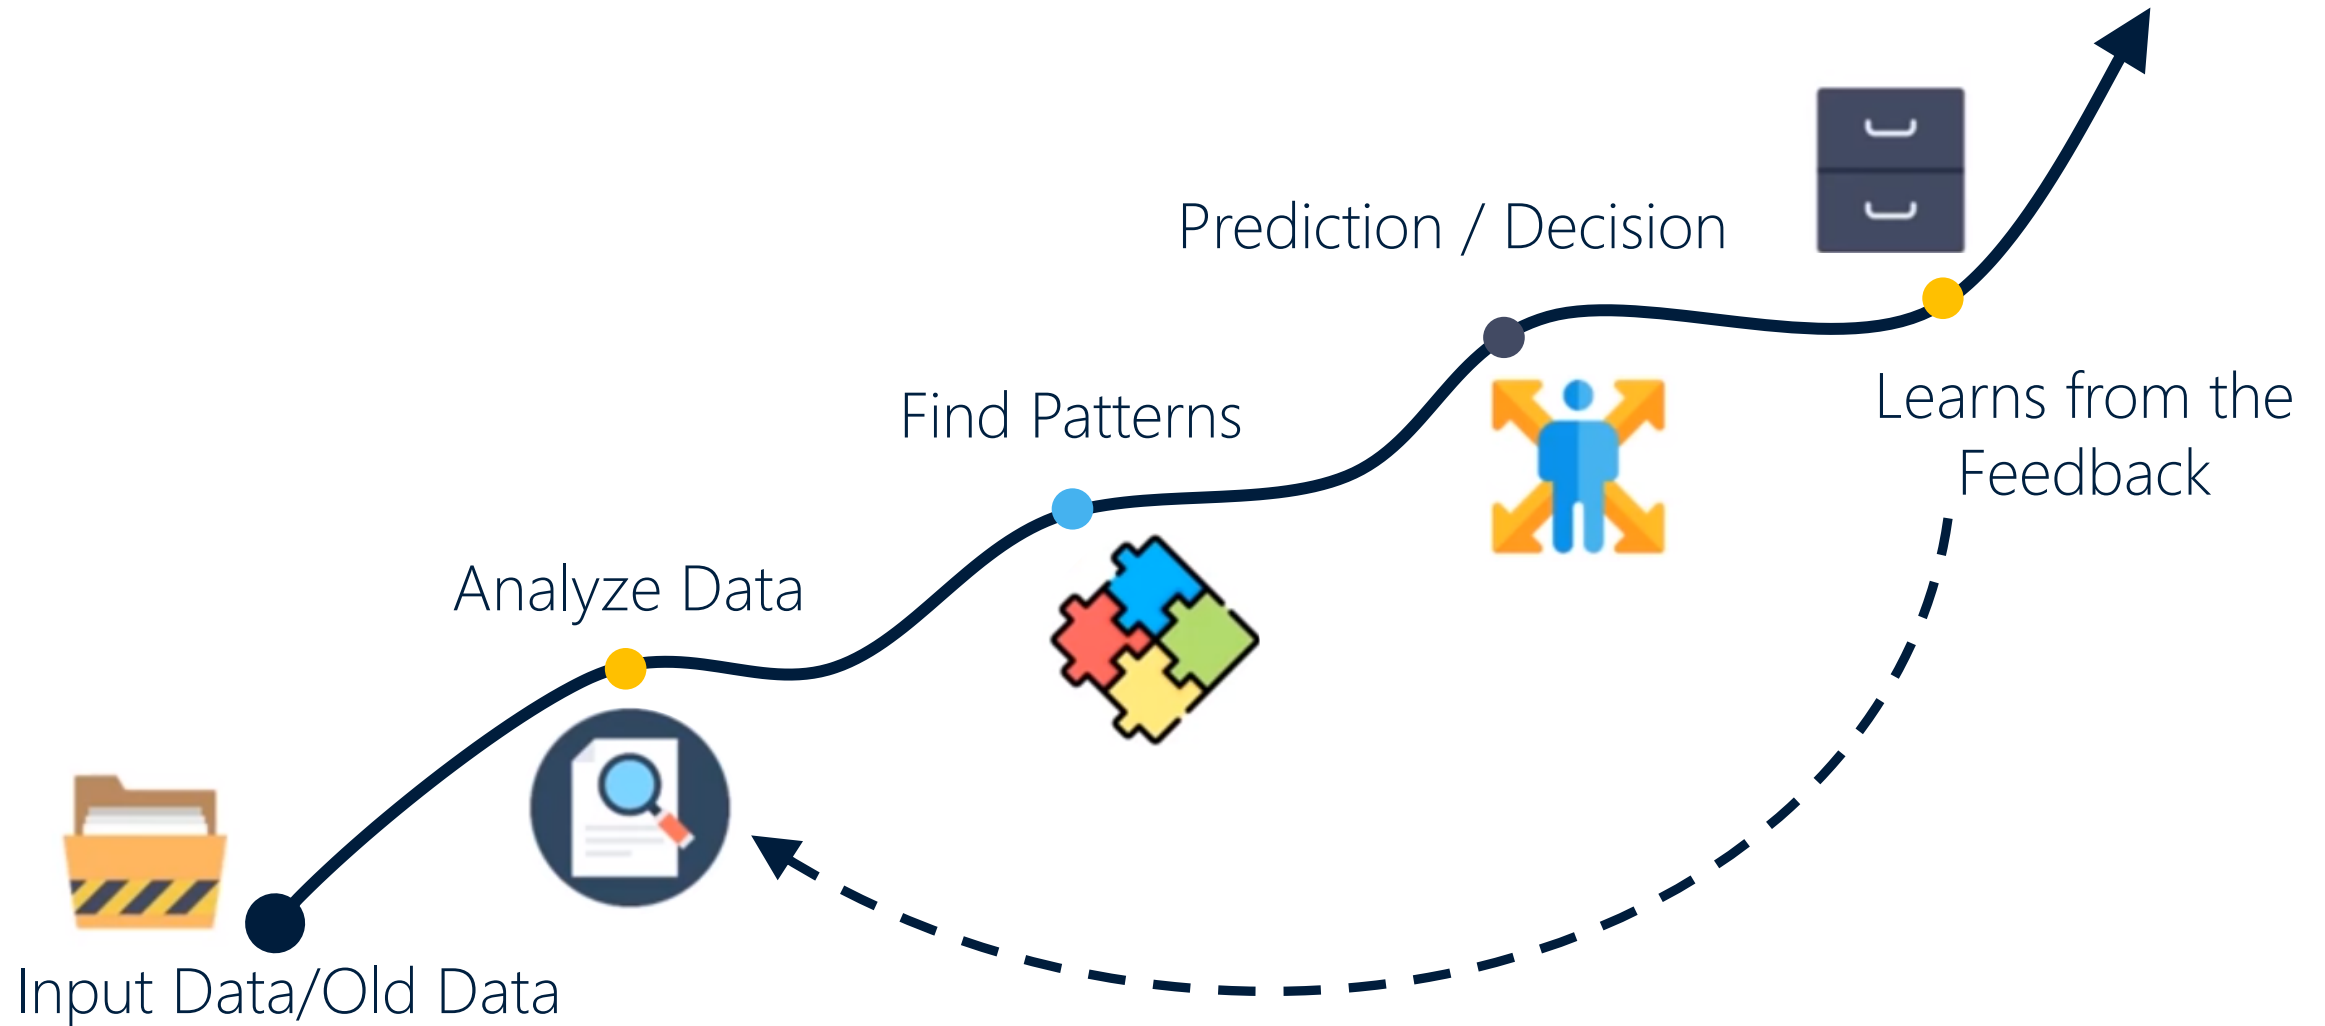 Prediction / Decision
Learns from the
Feedback
Find Patterns
Analyze Data
Input Data/Old Data